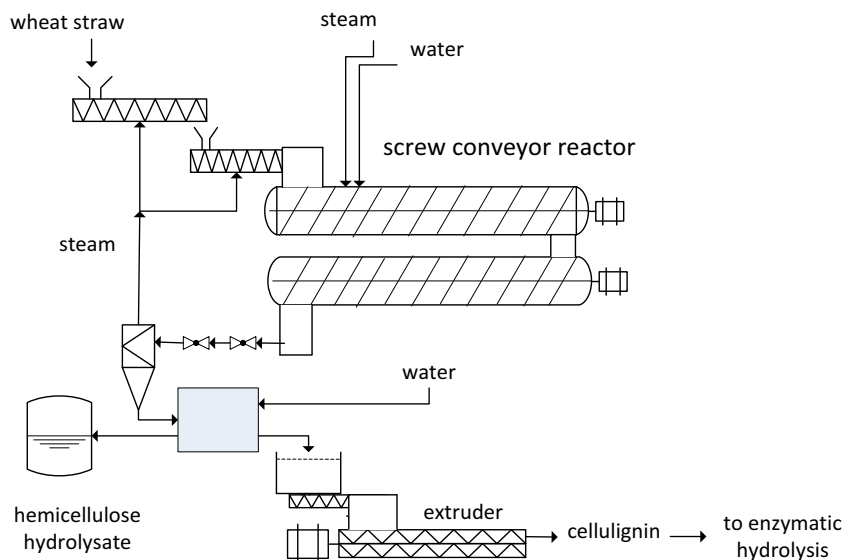 wheat straw
steam
water
screw conveyor reactor
steam
water
hemicellulose
hydrolysate
extruder
cellulignin
to enzymatic
hydrolysis